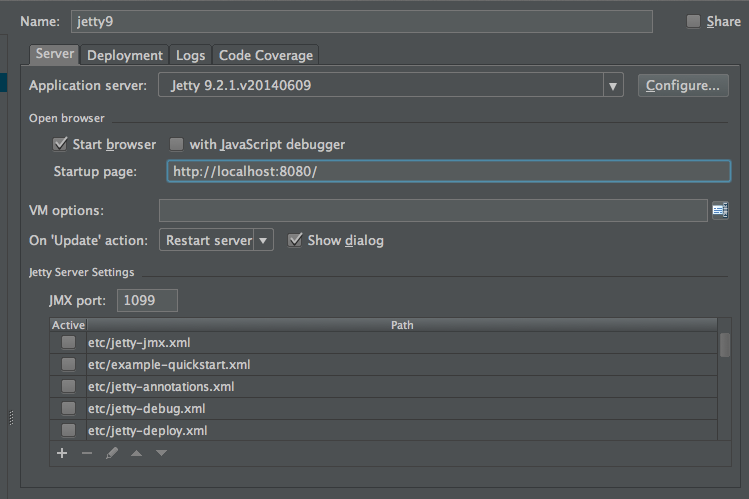 Name: jetty9 Share
Server Deployment Logs Code Coverage
Application server: Jetty 9.2.1.v20140609 Configure...
Open browser
Start browser with JavaScript debugger
Startup page: http://localhost:8080/
VM options:
On 'Update' action: Restart server Show dialog
Jetty Server Settings
JMX port: 1099
Active Path
etc/jetty-jmx.xml
etc/example-quickstart.xml
etc/jetty-annotations.xml
etc/jetty-debug.xml
etc/jetty-deploy.xml